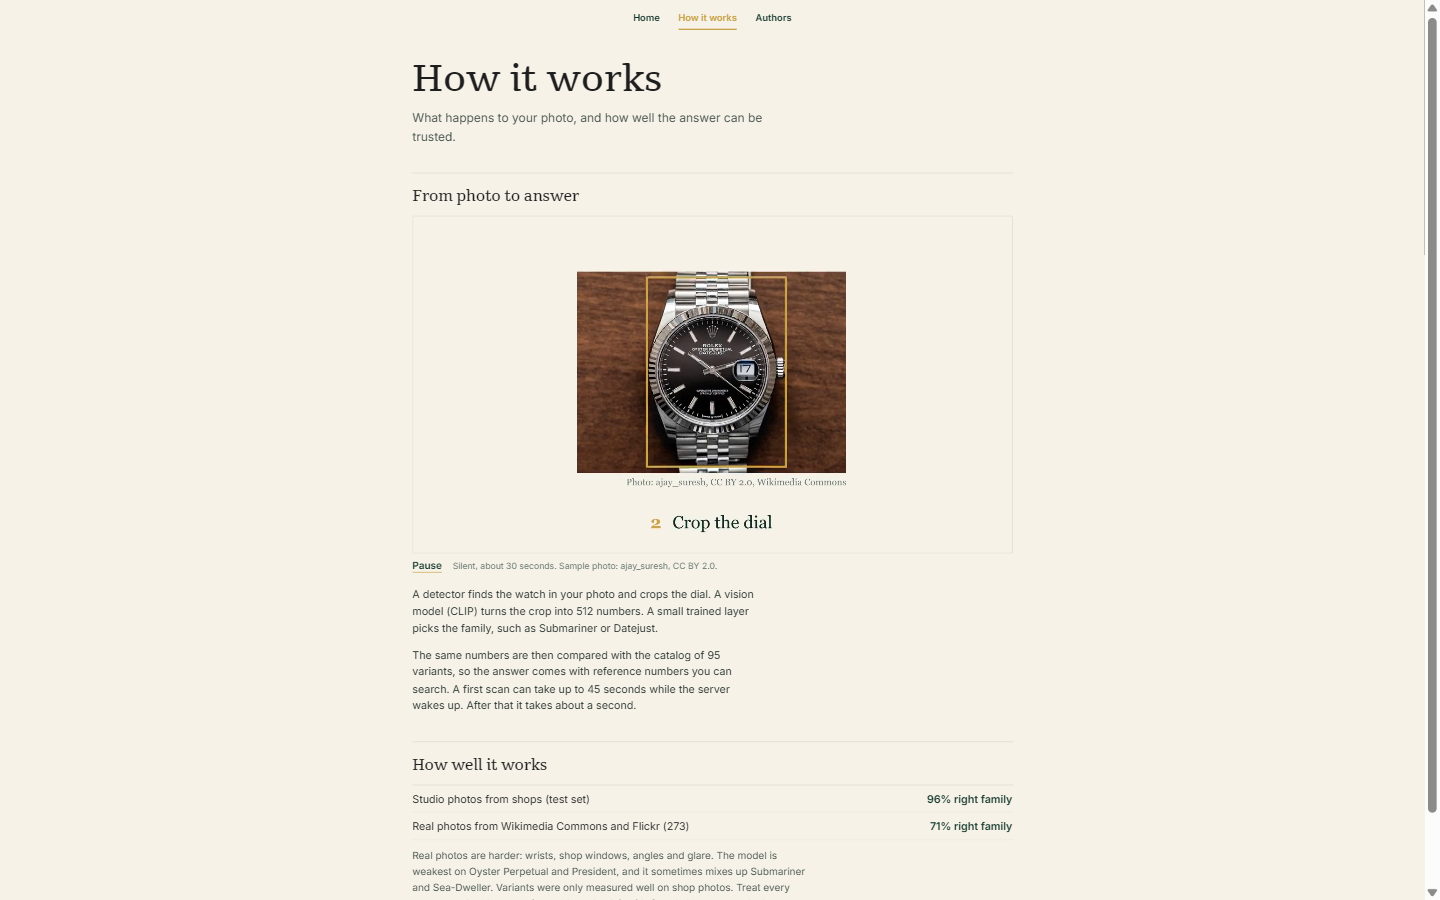 Home How it works Authors
How it works
What happens to your photo, and how well the answer can be
trusted.
From photo to answer
ROLEX
OYSTER PERPETUAL
DATEJUST
17
Photo: ajay_suresh, CC BY 2.0, Wikimedia Commons
2 Crop the dial
Pause Silent, about 30 seconds. Sample photo: ajay_suresh, CC BY 2.0.
A detector finds the watch in your photo and crops the dial. A vision
model (CLIP) turns the crop into 512 numbers. A small trained layer
picks the family, such as Submariner or Datejust.
The same numbers are then compared with the catalog of 95
variants, so the answer comes with reference numbers you can
search. A first scan can take up to 45 seconds while the server
wakes up. After that it takes about a second.
How well it works
Studio photos from shops (test set) 96% right family
Real photos from Wikimedia Commons and Flickr (273) 71% right family
Real photos are harder: wrists, shop windows, angles and glare. The model is
weakest on Oyster Perpetual and President, and it sometimes mixes up Submariner
and Sea-Dweller. Variants were only measured well on shop photos. Treat every